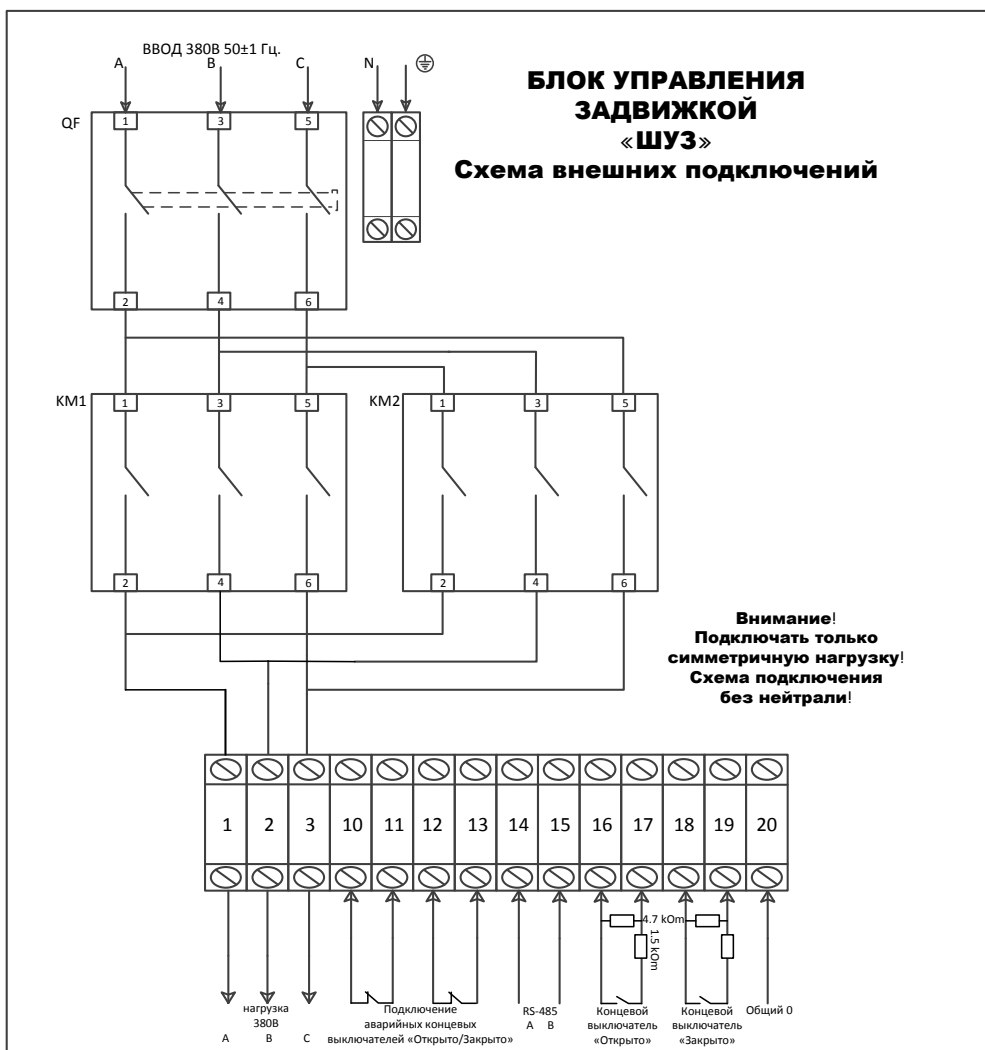 ВВОД 380В 50±1 Гц.
A B C N
БЛОК УПРАВЛЕНИЯ
ЗАДВИЖКОЙ
«ШУЗ»
Схема внешних подключений
QF
1 3 5
2 4 6
KM1
1 3 5
2 4 6
KM2
1 3 5
2 4 6
Внимание!
Подключать только
симметричную нагрузку!
Схема подключения
без нейтрали!
1 2 3 10 11 12 13 14 15 16 17 18 19 20
4.7 kOm
1.5 kOm
нагрузка
380В
A B C
Подключение
аварийных концевых
выключателей «Открыто/Закрыто»
RS-485
A B
Концевой
выключатель
«Открыто»
Концевой
выключатель
«Закрыто»
Общий 0